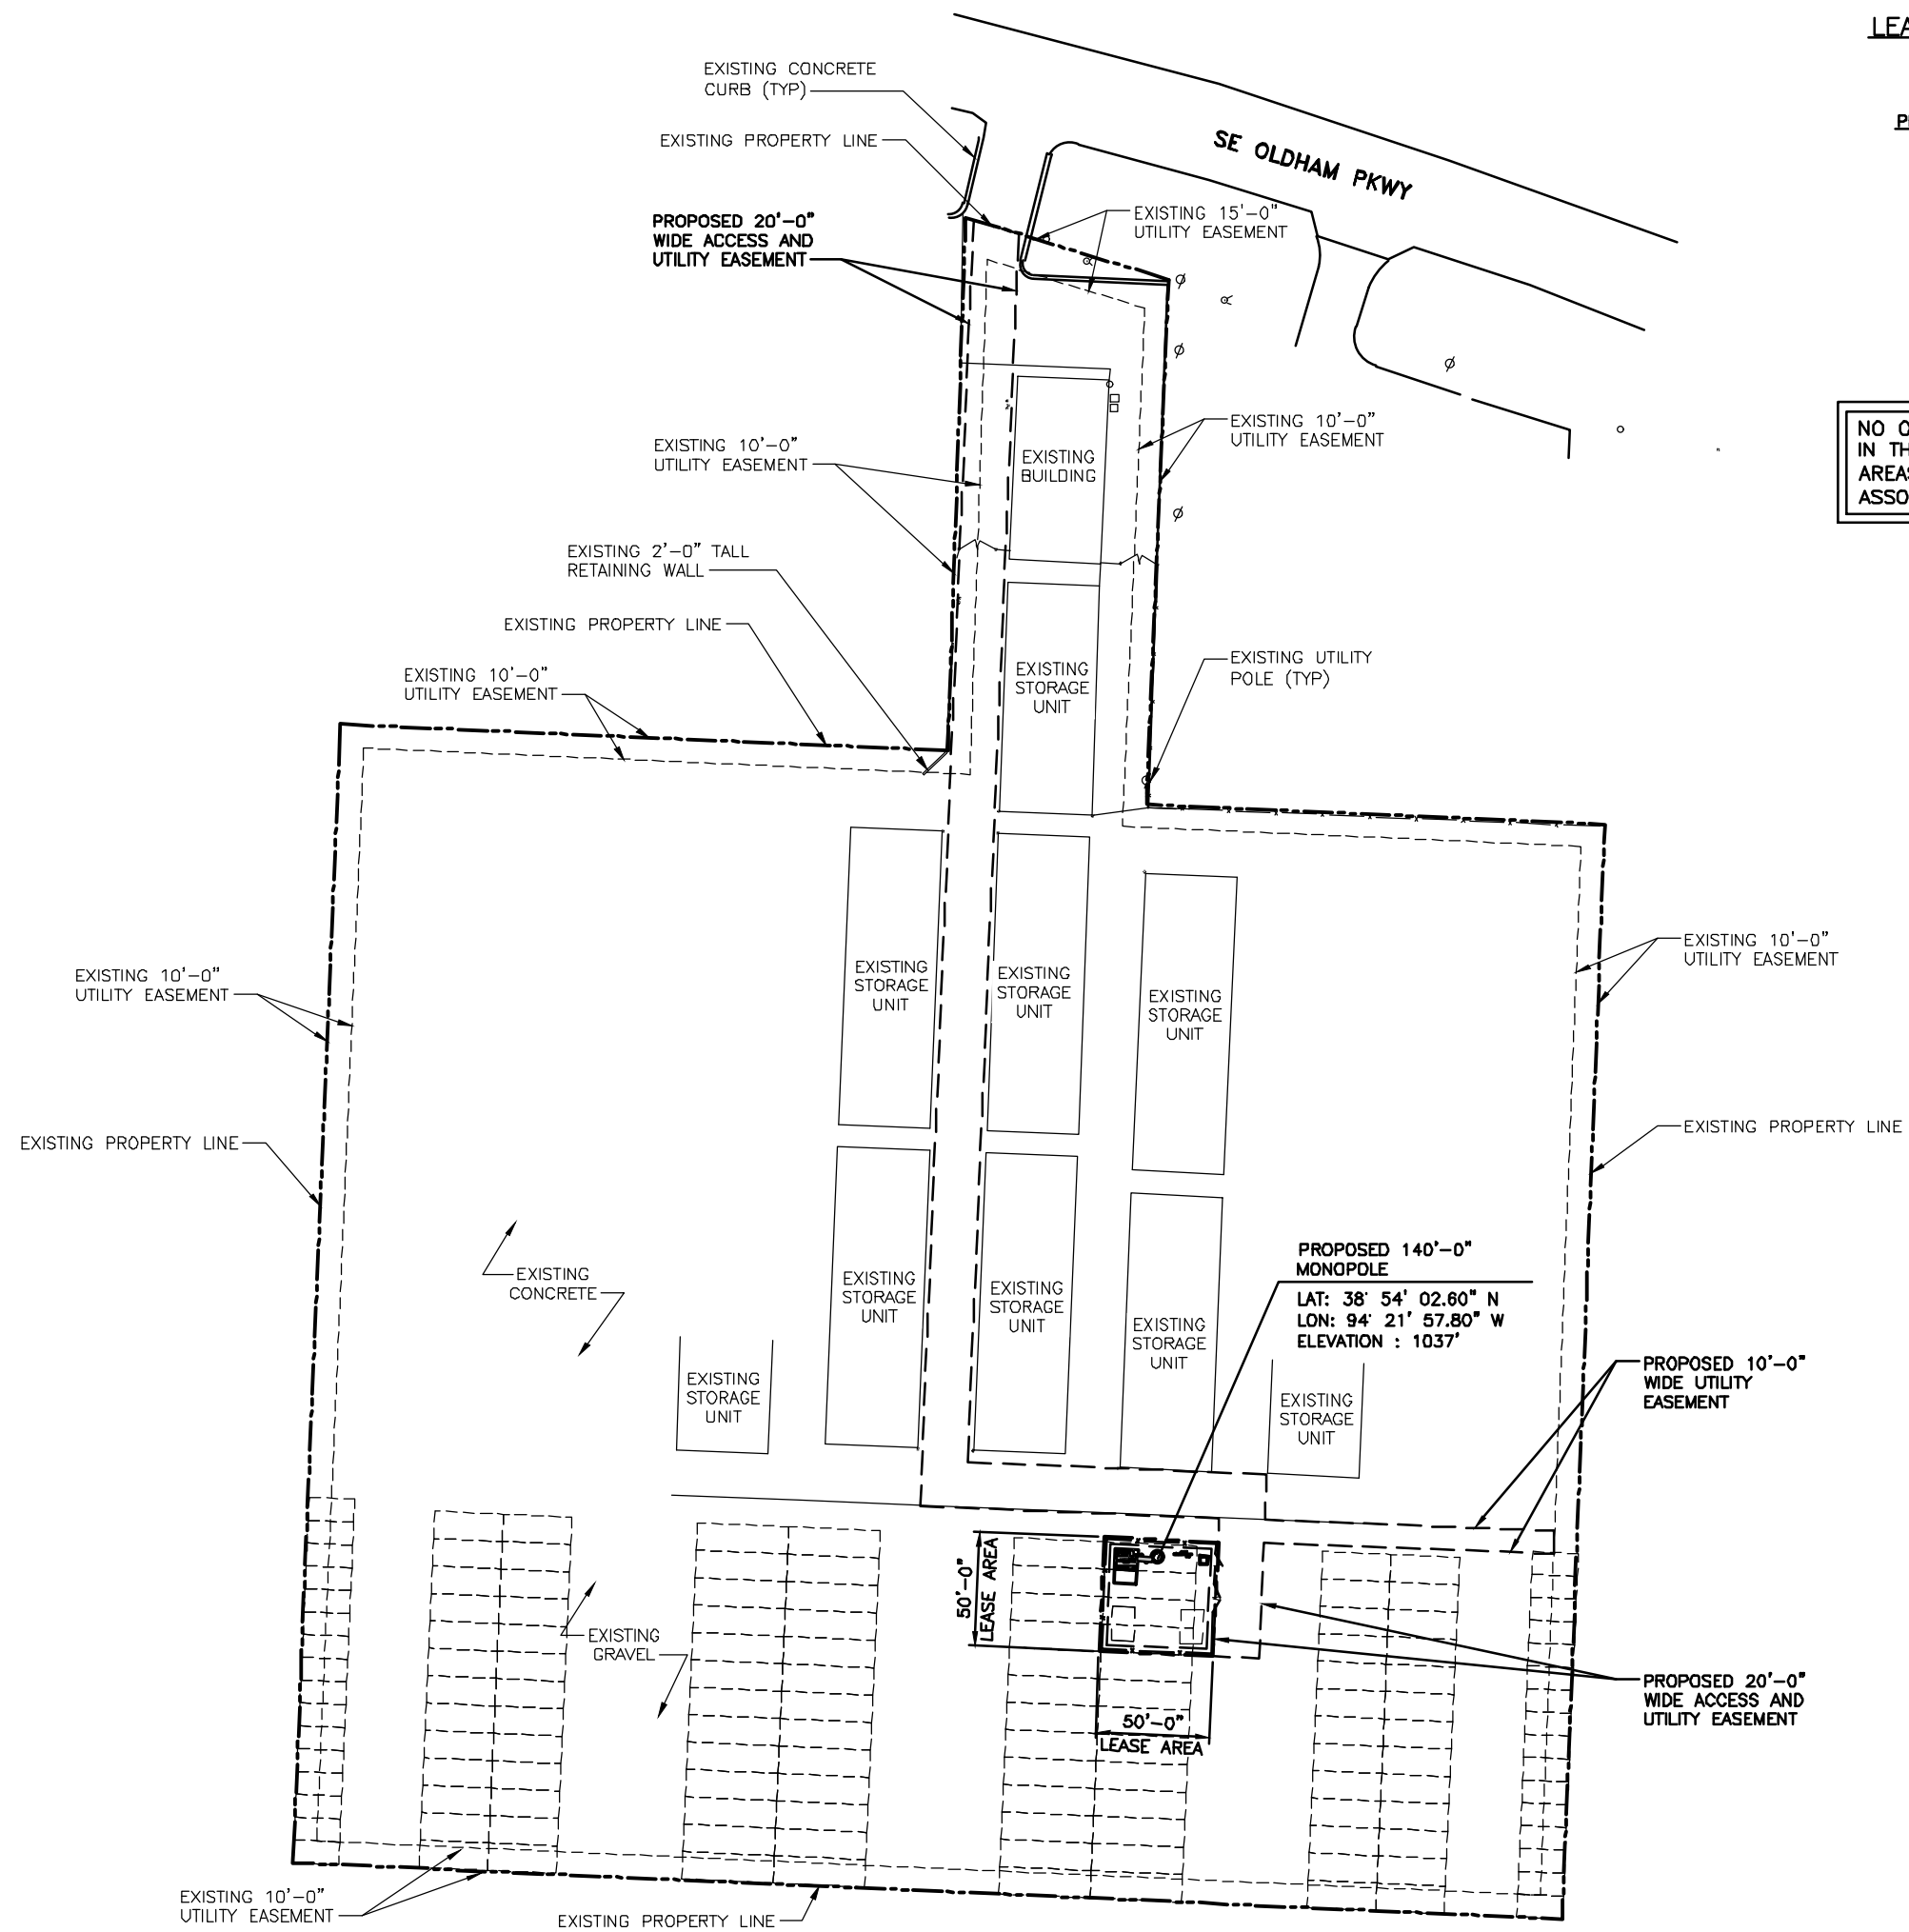 LEA
EXISTING CONCRETE
CURB (TYP)
P
EXISTING PROPERTY LINE
SE OLDHAM PKWY
PROPOSED 20'-0"
WIDE ACCESS AND
UTILITY EASEMENT
EXISTING 15'-0"
UTILITY EASEMENT
EXISTING 10'-0"
UTILITY EASEMENT
EXISTING
BUILDING
EXISTING 10'-0"
UTILITY EASEMENT
NO
IN TH
AREAS
ASSO
EXISTING 2'-0" TALL
RETAINING WALL
EXISTING PROPERTY LINE
EXISTING 10'-0"
UTILITY EASEMENT
EXISTING
STORAGE
UNIT
EXISTING UTILITY
POLE (TYP)
EXISTING 10'-0"
UTILITY EASEMENT
EXISTING
STORAGE
UNIT
EXISTING
STORAGE
UNIT
EXISTING
STORAGE
UNIT
EXISTING 10'-0"
UTILITY EASEMENT
EXISTING PROPERTY LINE
EXISTING PROPERTY LINE
EXISTING
CONCRETE
EXISTING
STORAGE
UNIT
EXISTING
STORAGE
UNIT
EXISTING
STORAGE
UNIT
PROPOSED 140'-0"
MONOPOLE
LAT: 38° 54' 02.60" N
LON: 94° 21' 57.80" W
ELEVATION : 1037'
EXISTING
STORAGE
UNIT
EXISTING
STORAGE
UNIT
PROPOSED 10'-0"
WIDE UTILITY
EASEMENT
50'-0"
LEASE AREA
EXISTING
GRAVEL
50'-0"
LEASE AREA
PROPOSED 20'-0"
WIDE ACCESS AND
UTILITY EASEMENT
EXISTING 10'-0"
UTILITY EASEMENT
EXISTING PROPERTY LINE